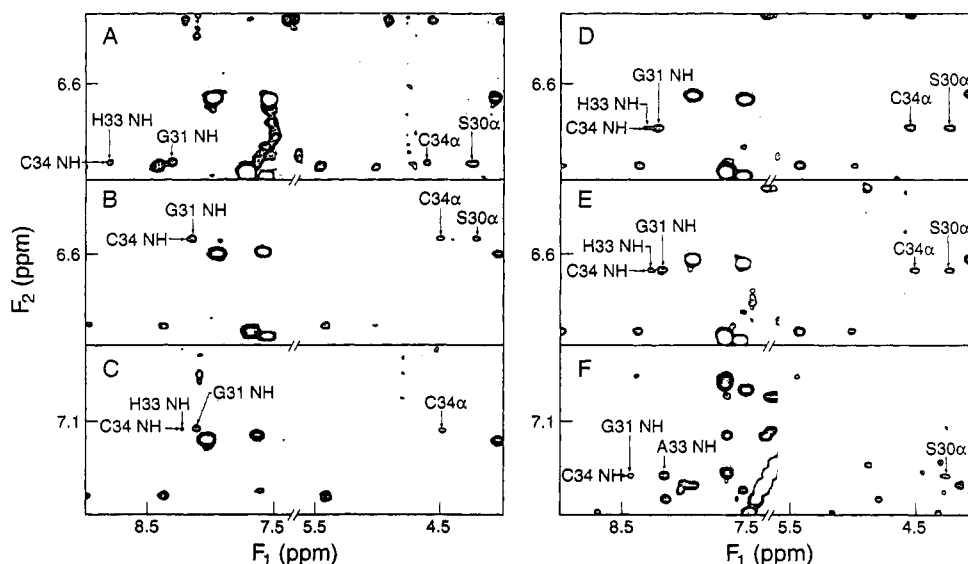 A
6.6
H33 NH
G31 NH
C34 NH
C34α
S30α
B
G31 NH
C34 NH
C34α
S30α
6.6
F2 (ppm)
C
H33 NH
G31 NH
C34 NH
C34α
7.1
8.5 7.5 5.5 4.5
F1 (ppm)
D
6.6
G31 NH
H33 NH
C34 NH
C34α
S30α
E
G31 NH
H33 NH
C34 NH
S30α
C34α
6.6
F
7.1
G31 NH
A33 NH
C34 NH
S30α
8.5 7.5 5.5 4.5
F1 (ppm)